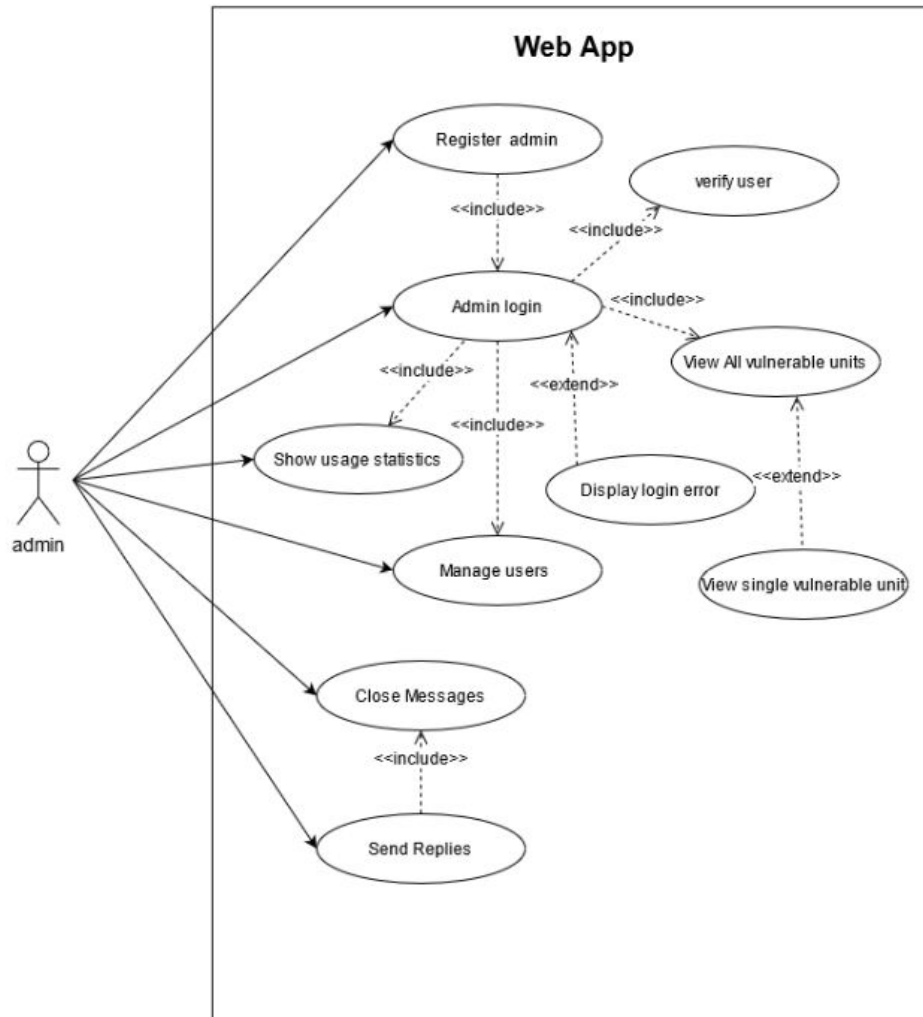 Web App
Register admin
verify user
<<include>>
<<include>>
Admin login
<<include>>
View All vulnerable units
<<include>>
<<extend>>
<<include>>
Show usage statistics
Display login error
<<extend>>
admin
Manage users
View single vulnerable unit
Close Messages
<<include>>
Send Replies